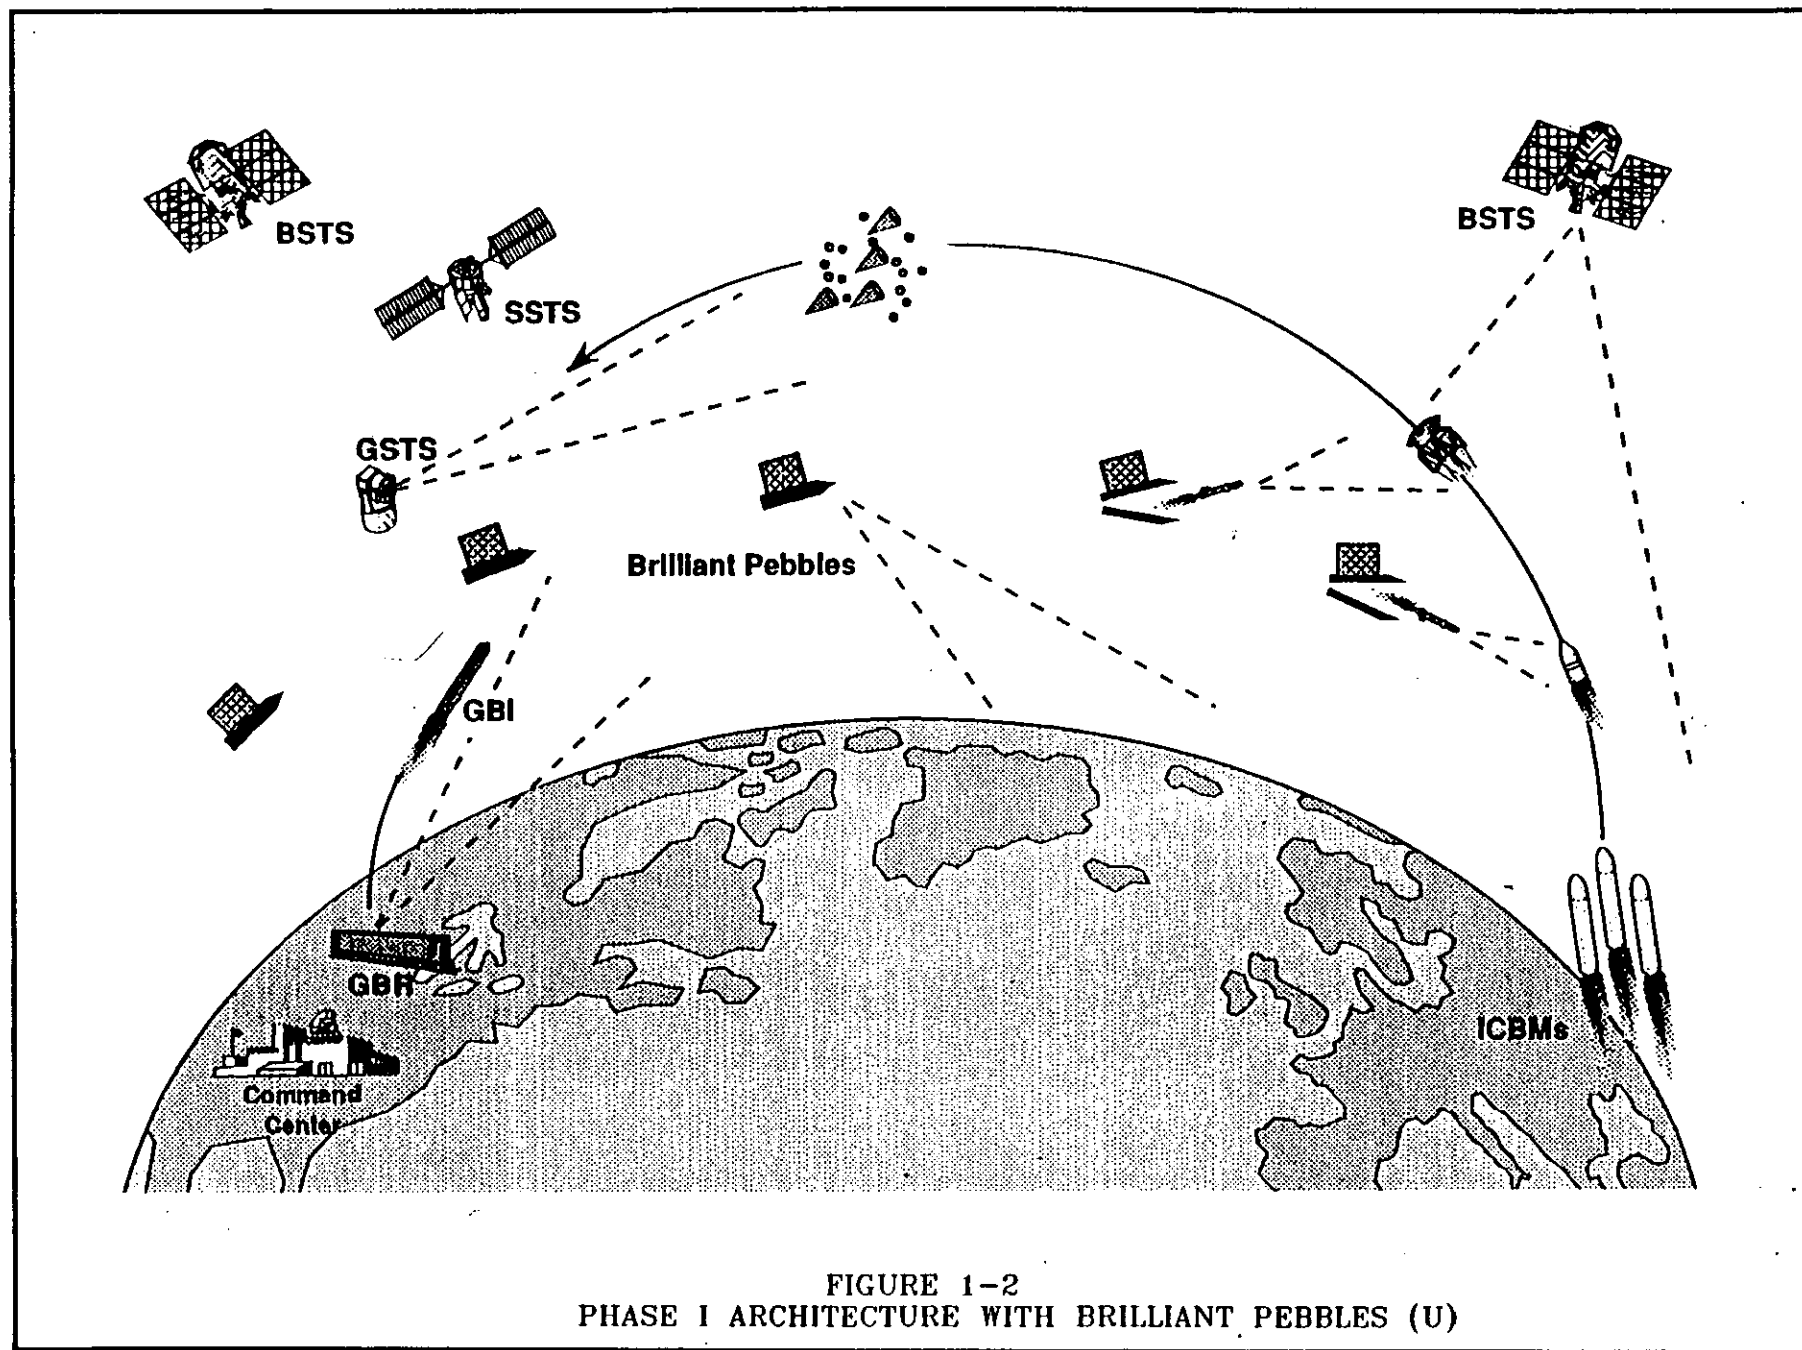 BSTS
BSTS
SSTS
GSTS
Brilliant Pebbles
GBI
GBR
ICBMs
Command
Center
FIGURE 1-2
PHASE I ARCHITECTURE WITH BRILLIANT PEBBLES (U)